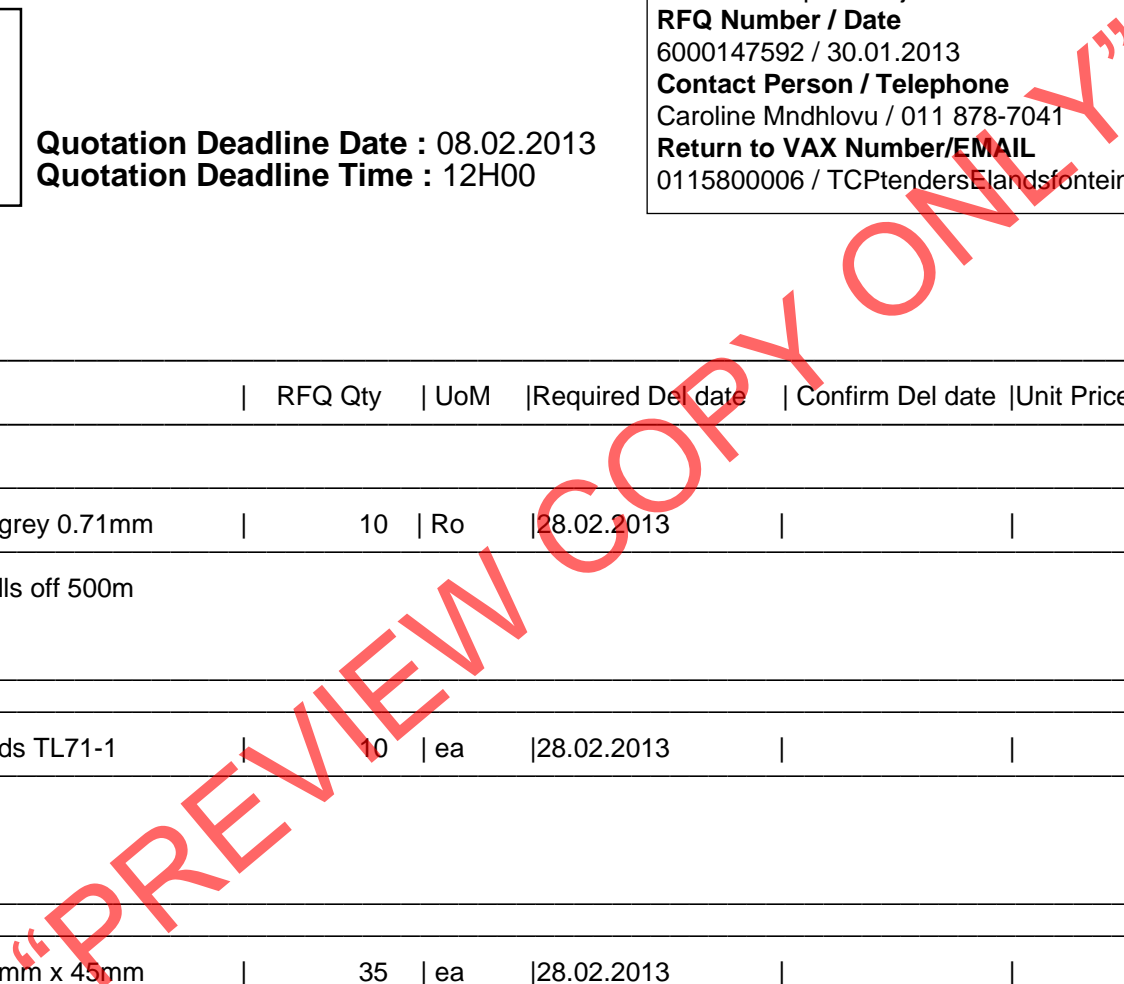 RFQ Number / Date
6000147592 / 30.01.2013
Contact Person / Telephone
Caroline Mndhlovu / 011 878-7041
Return to VAX Number/EMAIL
0115800006 / TCPtendersElandsfontein
Quotation Deadline Date : 08.02.2013
Quotation Deadline Time : 12H00
| RFQ Qty | UoM |Required Del date | Confirm Del date |Unit Price
grey 0.71mm | 10 | Ro |28.02.2013 | |
lls off 500m
ds TL71-1 | 10 | ea |28.02.2013 | |
mm x 45mm | 35 | ea |28.02.2013 | |
“PREVIEW COPY ONLY”